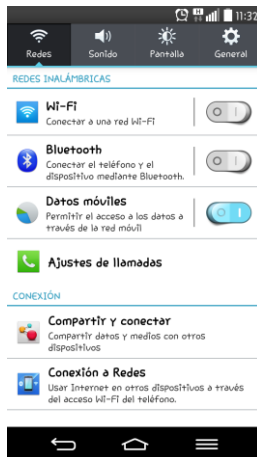 H 11:32
Redes Sonido Pantalla General
REDES INALÁMBRICAS
Wi-Fi
Conectar a una red Wi-Fi
Bluetooth
Conectar el teléfono y el
dispositivo mediante Bluetooth.
Datos móviles
Permitir el acceso a los datos a
través de la red móvil
Ajustes de llamadas
CONEXIÓN
Compartir y conectar
Compartir datos y medios con otros
dispositivos
Conexión a Redes
Usar Internet en otros dispositivos a través
del acceso Wi-Fi del teléfono.